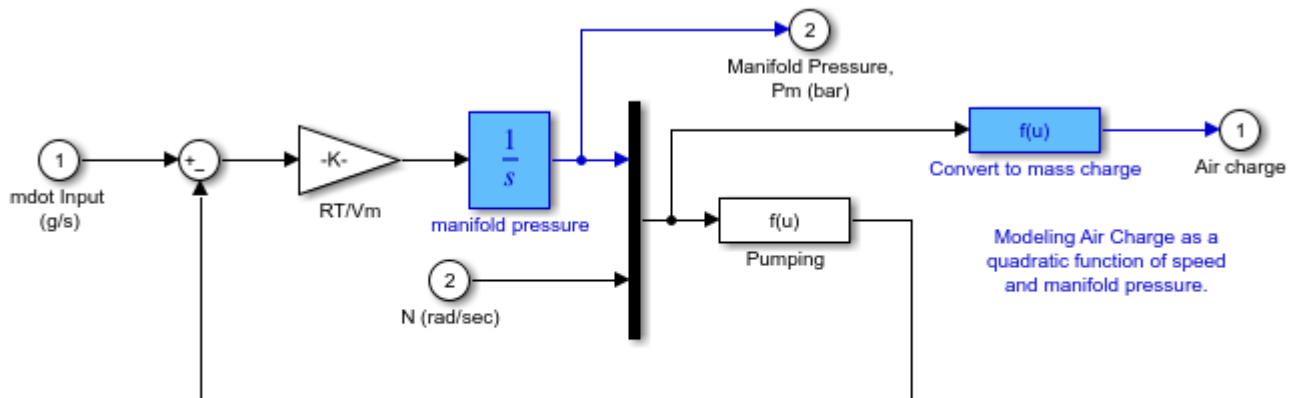 2
Manifold Pressure,
Pm (bar)
1
mdot Input
(g/s)
+
-
-K-
RT/Vm
1
s
manifold pressure
f(u)
Convert to mass charge
1
Air charge
f(u)
Pumping
2
N (rad/sec)
Modeling Air Charge as a
quadratic function of speed
and manifold pressure.